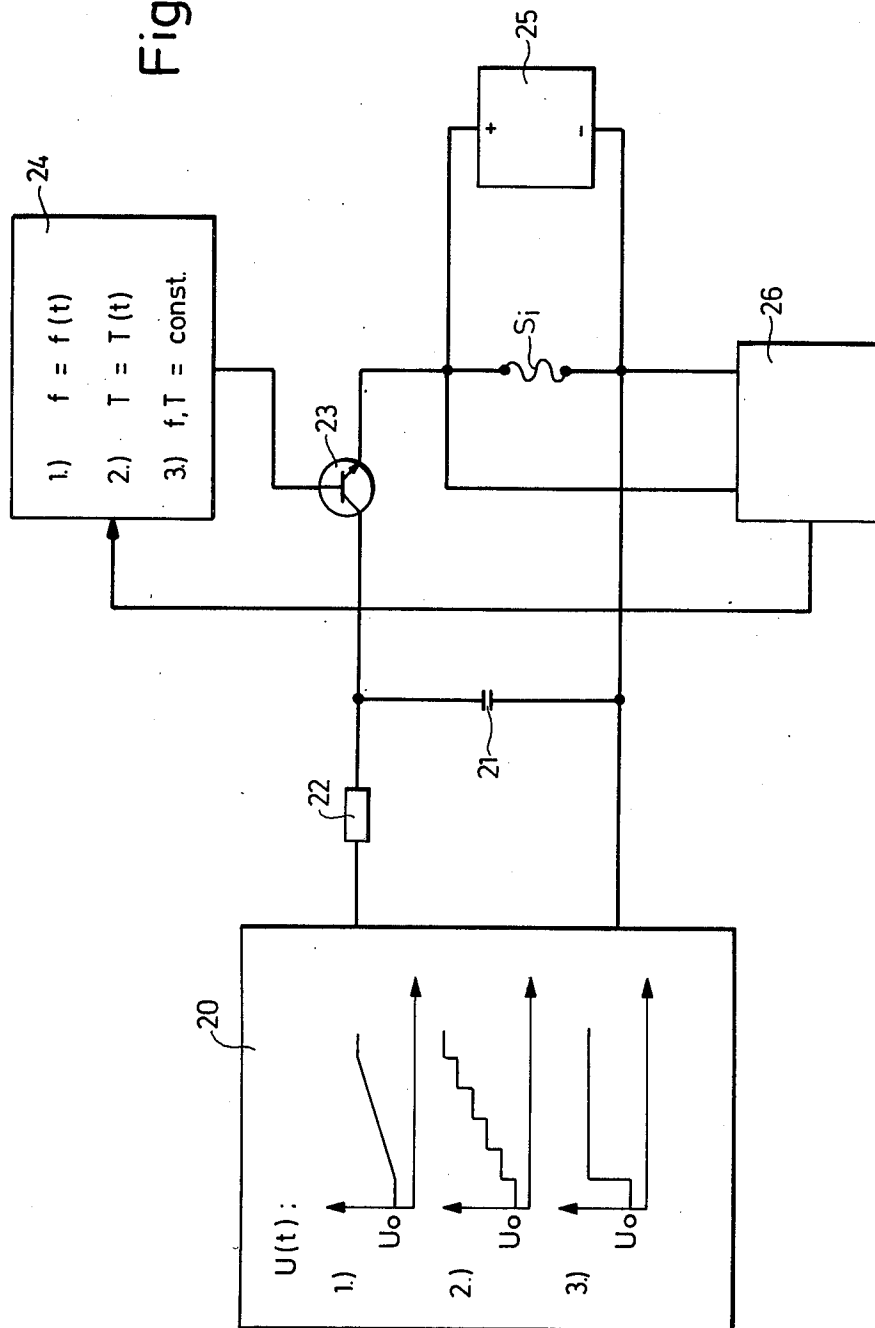 Fig
24
1.) f = f (t)
2.) T = T (t)
3.) f,T = const.
25
+
-
23
Si
26
22
21
20
U(t) :
1.) Uo
2.) Uo
3.) Uo